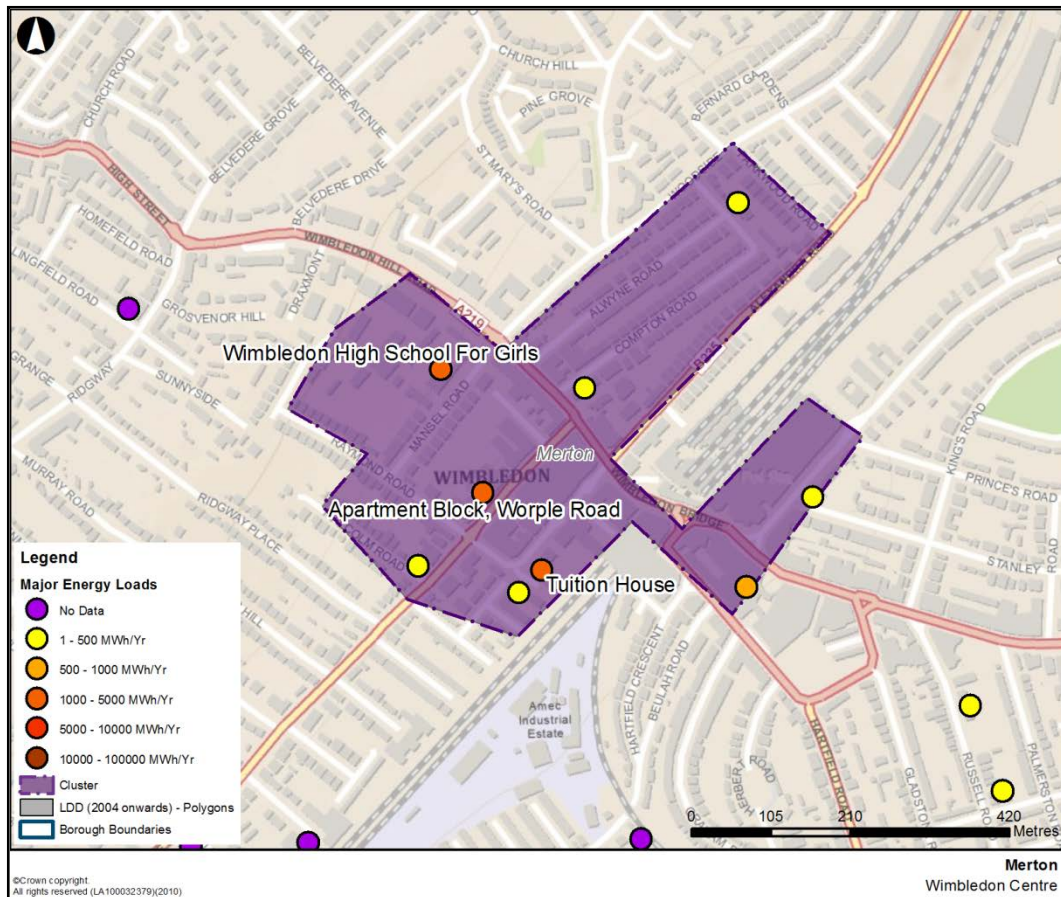 CHURCH ROAD
BELVEDERE GROVE
BELVEDERE AVENUE
CHURCH HILL
PINE GROVE
BERNARD GARDENS
BELVEDERE DRIVE
ST MARY'S ROAD
HIGH STREET
HOMEFIELD ROAD
LINGFIELD ROAD
WIMBLEDON HILL
DRAXMONT
GROSVENOR HILL
A219
ALWYNE ROAD
COMPTON ROAD
Wimbledon High School For Girls
GRANGE
RIDGWAY
SUNNYSIDE
MANSEL ROAD
RAYMOND ROAD
Merton
WIMBLEDON
KING'S ROAD
PRINCE'S ROAD
MURRAY ROAD
RIDGWAY PLACE
Apartment Block, Worple Road
BRIDGE
STANLEY
ROAD
Tuition House
HILL
HARTFIELD CRESCENT
BEULAH ROAD
Amec
Industrial
Estate
HERBERT ROAD
HARTFIELD ROAD
RUSSELL ROAD
Legend
Major Energy Loads
No Data
1 - 500 MWh/Yr
500 - 1000 MWh/Yr
1000 - 5000 MWh/Yr
5000 - 10000 MWh/Yr
10000 - 100000 MWh/Yr
Cluster
LDD (2004 onwards) - Polygons
Borough Boundaries
0 105 210 420
Metres
©Crown copyright.
All rights reserved (LA100032379)(2010)
Merton
Wimbledon Centre